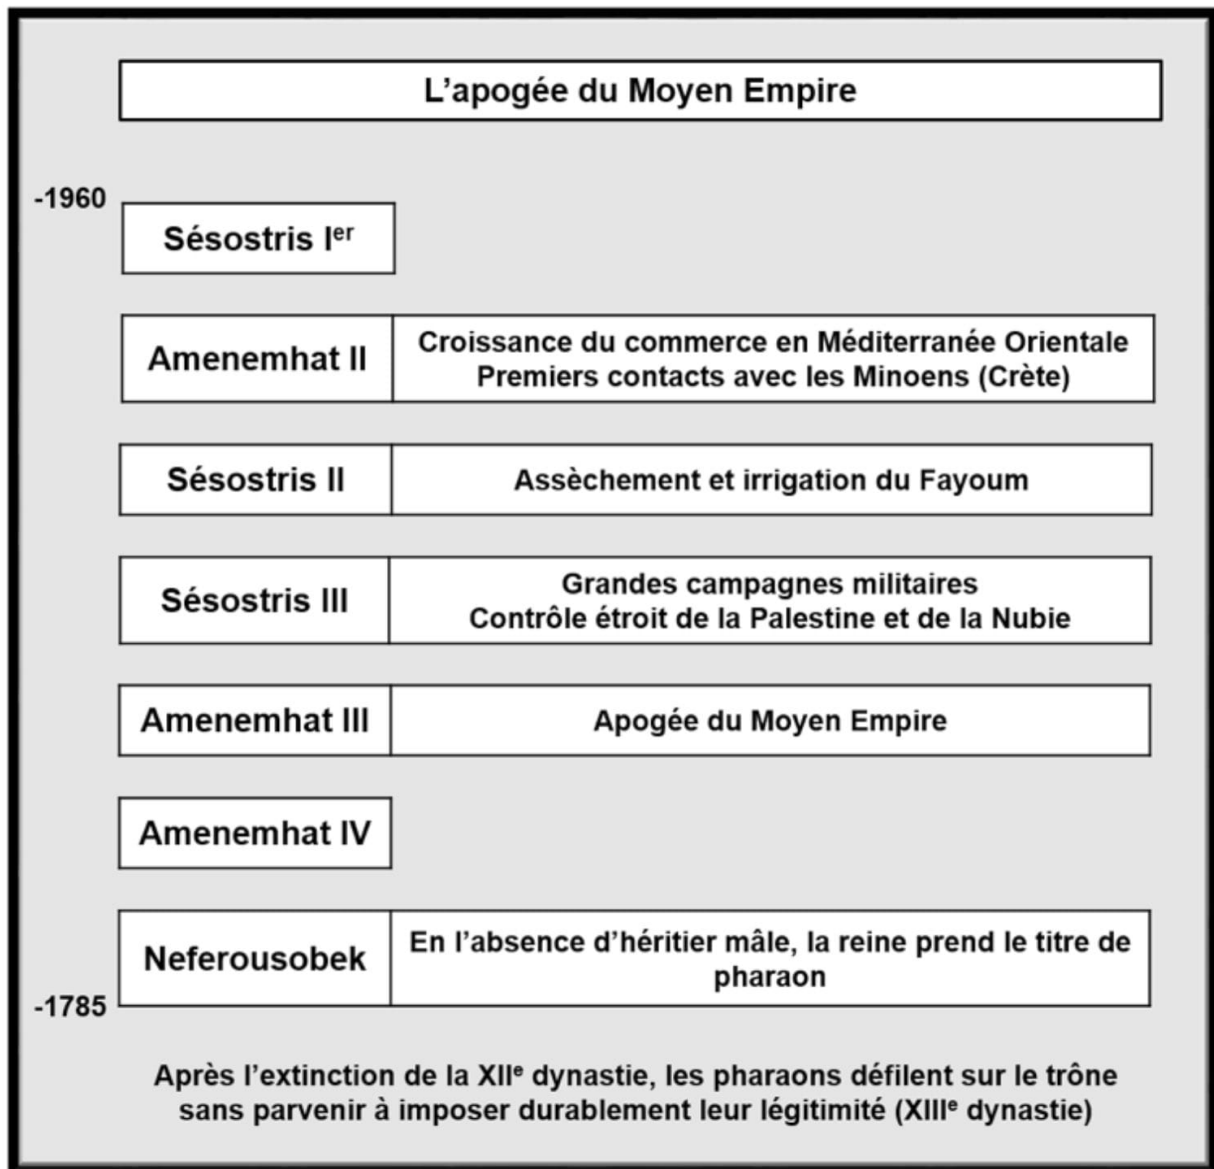 L’apogée du Moyen Empire
-1960
Sésostris Iᵉʳ
Amenemhat II
Croissance du commerce en Méditerranée Orientale
Premiers contacts avec les Minoens (Crète)
Sésostris II
Assèchement et irrigation du Fayoum
Sésostris III
Grandes campagnes militaires
Contrôle étroit de la Palestine et de la Nubie
Amenemhat III
Apogée du Moyen Empire
Amenemhat IV
Neferousobek
En l’absence d’héritier mâle, la reine prend le titre de
pharaon
-1785
Après l’extinction de la XIIᵉ dynastie, les pharaons défilent sur le trône
sans parvenir à imposer durablement leur légitimité (XIIIᵉ dynastie)